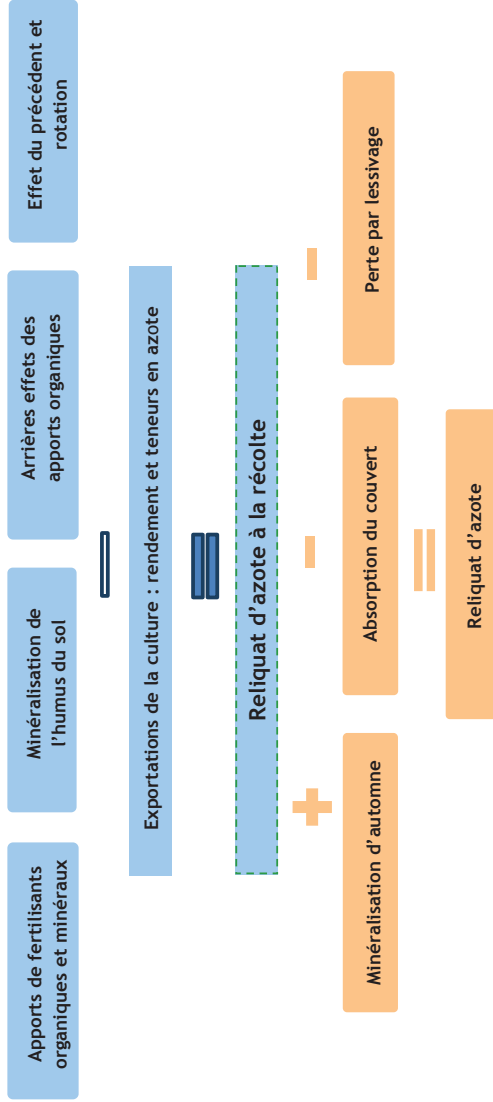 Apports de fertilisants
organiques et minéraux
Minéralisation de
l'humus du sol
Arrières effets des
apports organiques
Effet du précédent et
rotation
Exportations de la culture : rendement et teneurs en azote
Reliquat d'azote à la récolte
Minéralisation d'automne
Absorption du couvert
Perte par lessivage
Reliquat d'azote